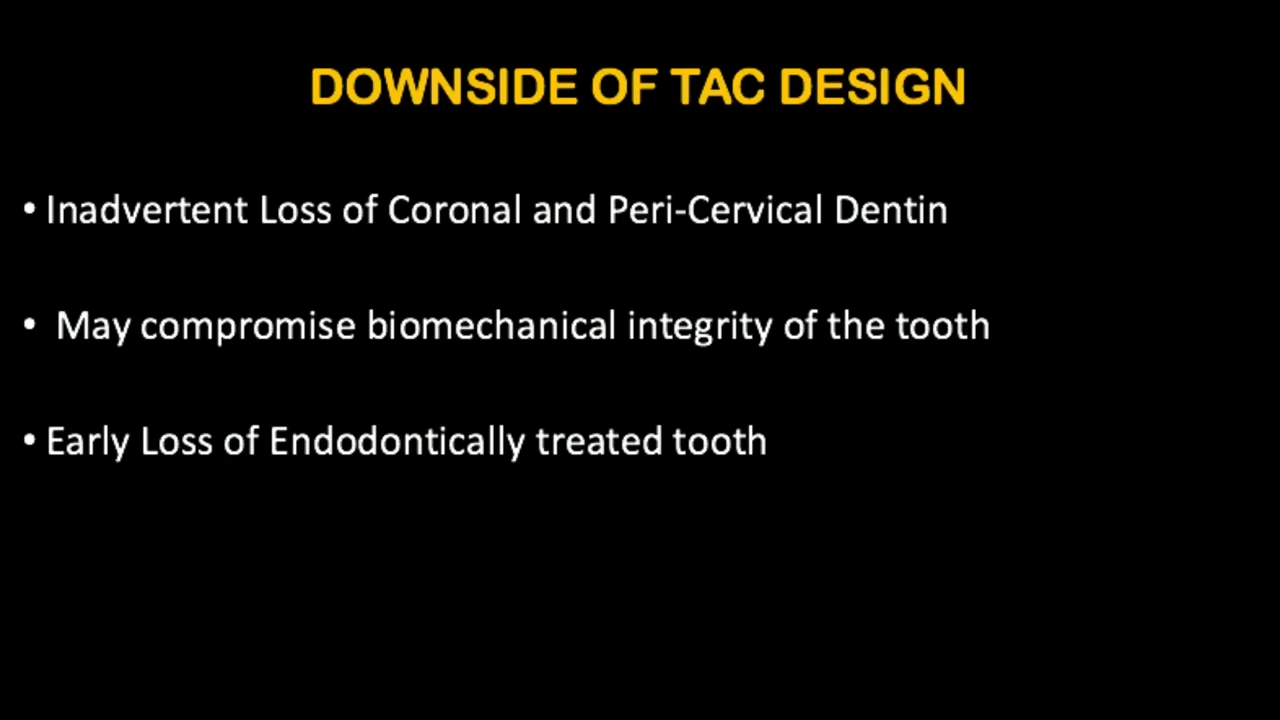 DOWNSIDE OF TAC DESIGN
• Inadvertent Loss of Coronal and Peri-Cervical Dentin
• May compromise biomechanical integrity of the tooth
• Early Loss of Endodontically treated tooth